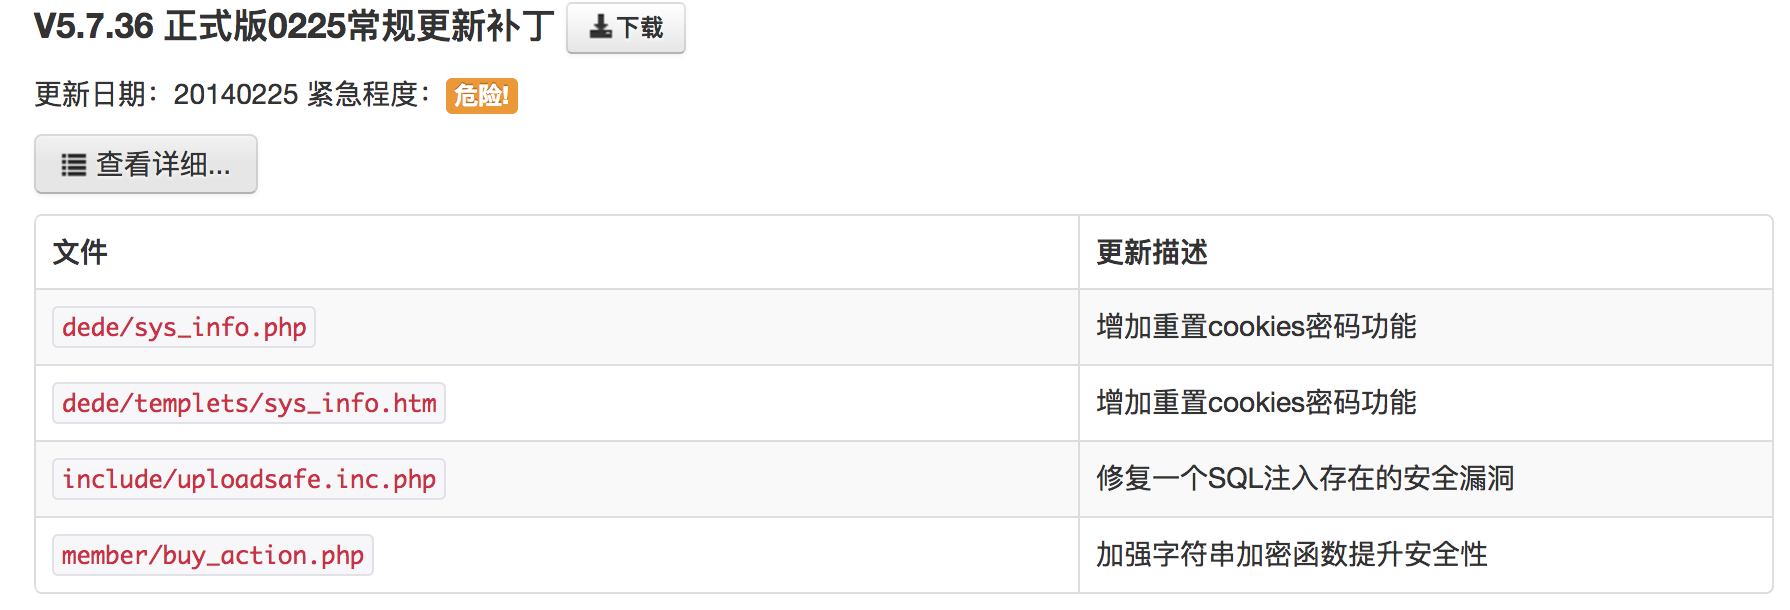 V5.7.36 正式版0225常规更新补丁 下载
更新日期：20140225 紧急程度： 危险!
查看详细...
文件 更新描述
dede/sys_info.php 增加重置cookies密码功能
dede/templets/sys_info.htm 增加重置cookies密码功能
include/uploadsafe.inc.php 修复一个SQL注入存在的安全漏洞
member/buy_action.php 加强字符串加密函数提升安全性